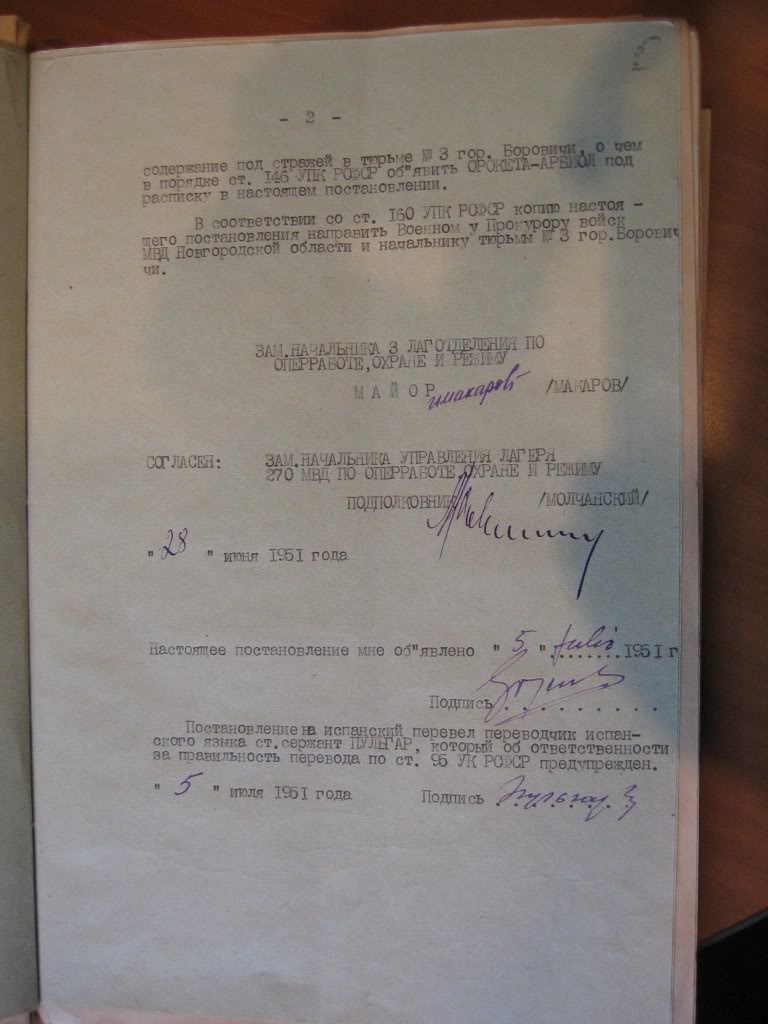 5
- 2 -
содержание под стражей в тюрьме № 3 гор. Боровичи, о чем
в порядке ст. 146 УПК РСФСР об"явить ОРОКЕТА-АРБИОЛ под
расписку в настоящем постановлении.
В соответствии со ст. 160 УПК РСФСР копию настоя -
щего постановления направить Военном у Прокурору войск
МВД Новгородской области и начальнику тюрьмы № 3 гор.Борови
чи.
ЗАМ.НАЧАЛЬНИКА 3 ЛАГОТДЕЛЕНИЯ ПО
ОПЕРРАБОТЕ,ОХРАНЕ И РЕЖИМУ
М А Й О Р Имакаров /МАКАРОВ/
СОГЛАСЕН: ЗАМ.НАЧАЛЬНИКА УПРАВЛЕНИЯ ЛАГЕРЯ
270 МВД ПО ОПЕРРАБОТЕ,ОХРАНЕ И РЕЖИМУ
ПОДПОЛКОВНИК /МОЛЧАНСКИЙ/
" 28 " июня 1951 года
Настоящее постановление мне об"явлено " 5 " Julio 1951 г
Подпись . . . . . . . . . .
Постановление на испанский перевел переводчик испан-
ского языка ст.сержант ПУЛЬГАР, который об ответственности
за правильность перевода по ст. 95 УК РСФСР предупрежден.
" 5 " июля 1951 года Подпись Пульгар.